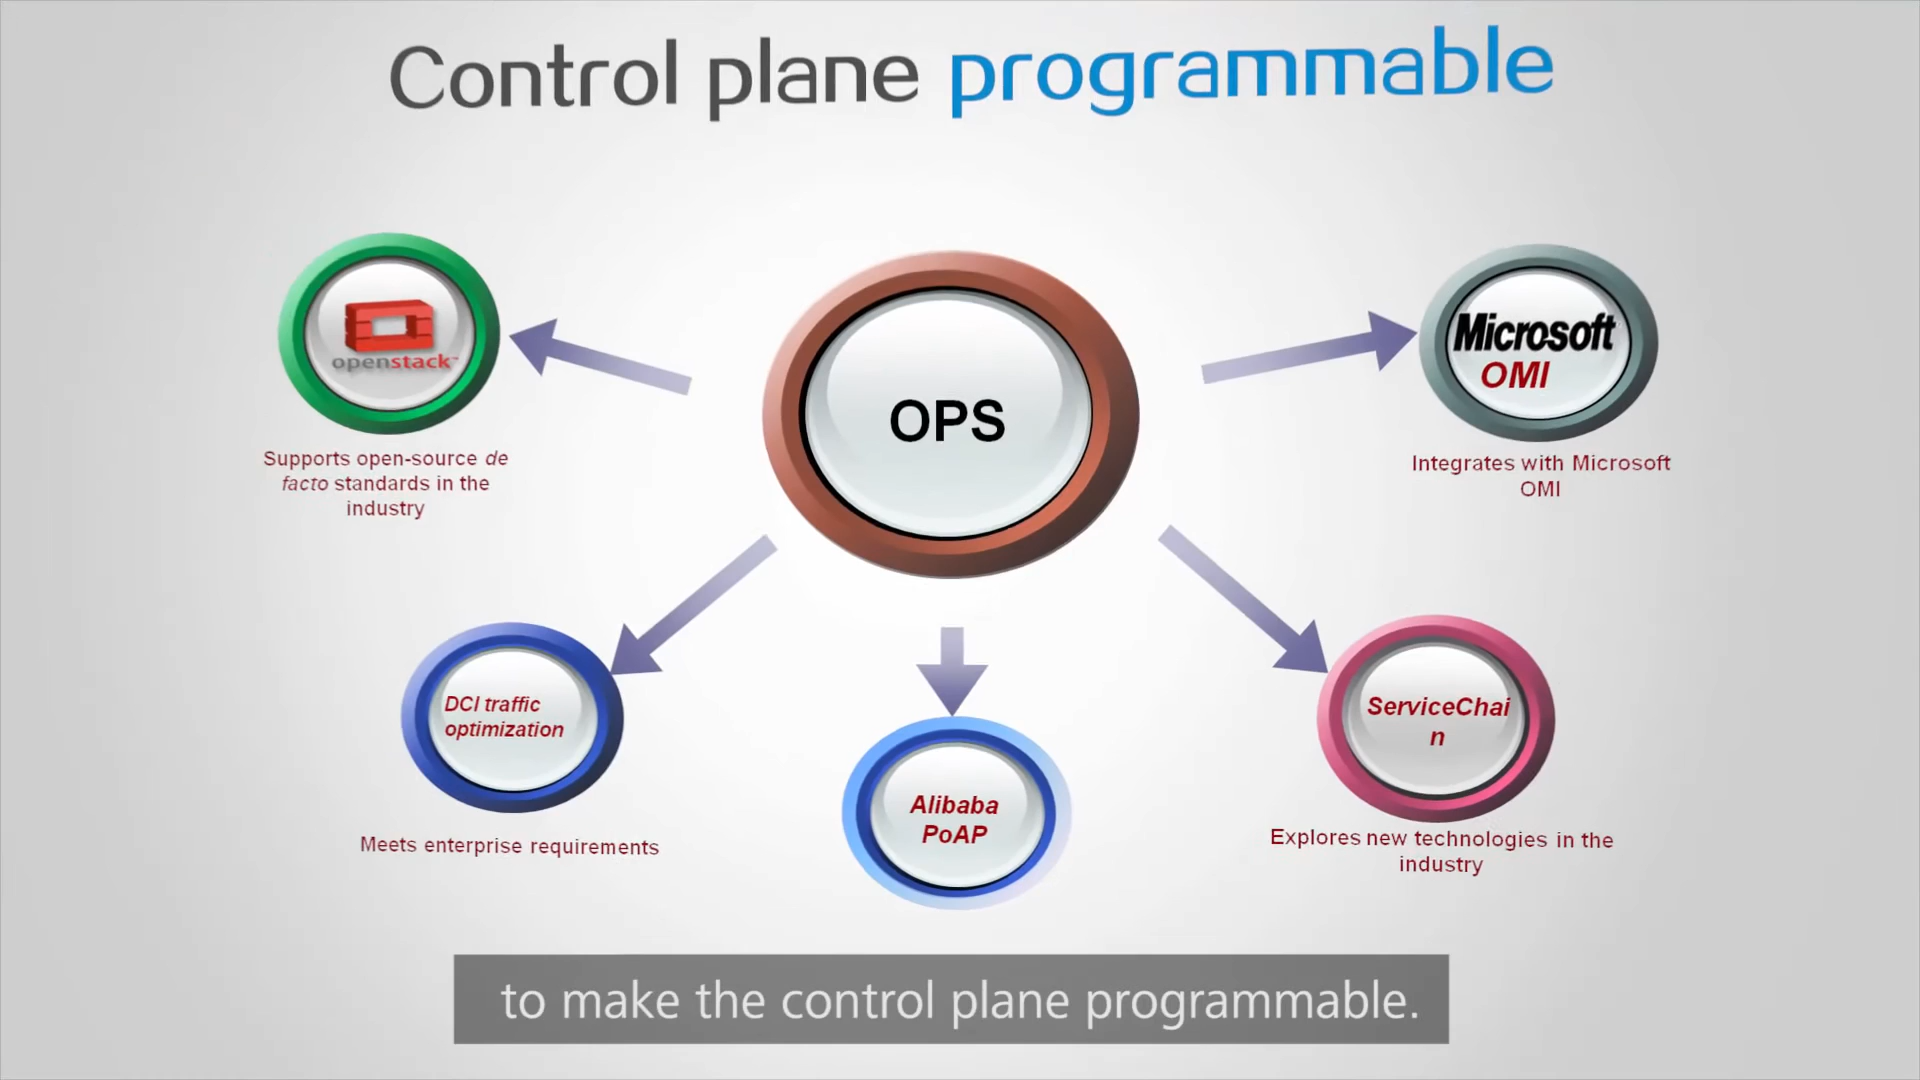 Control plane programmable
openstack™
Supports open-source de
facto standards in the
industry
OPS
Microsoft
OMI
Integrates with Microsoft
OMI
DCI traffic
optimization
Meets enterprise requirements
Alibaba
PoAP
ServiceChai
n
Explores new technologies in the
industry
to make the control plane programmable.